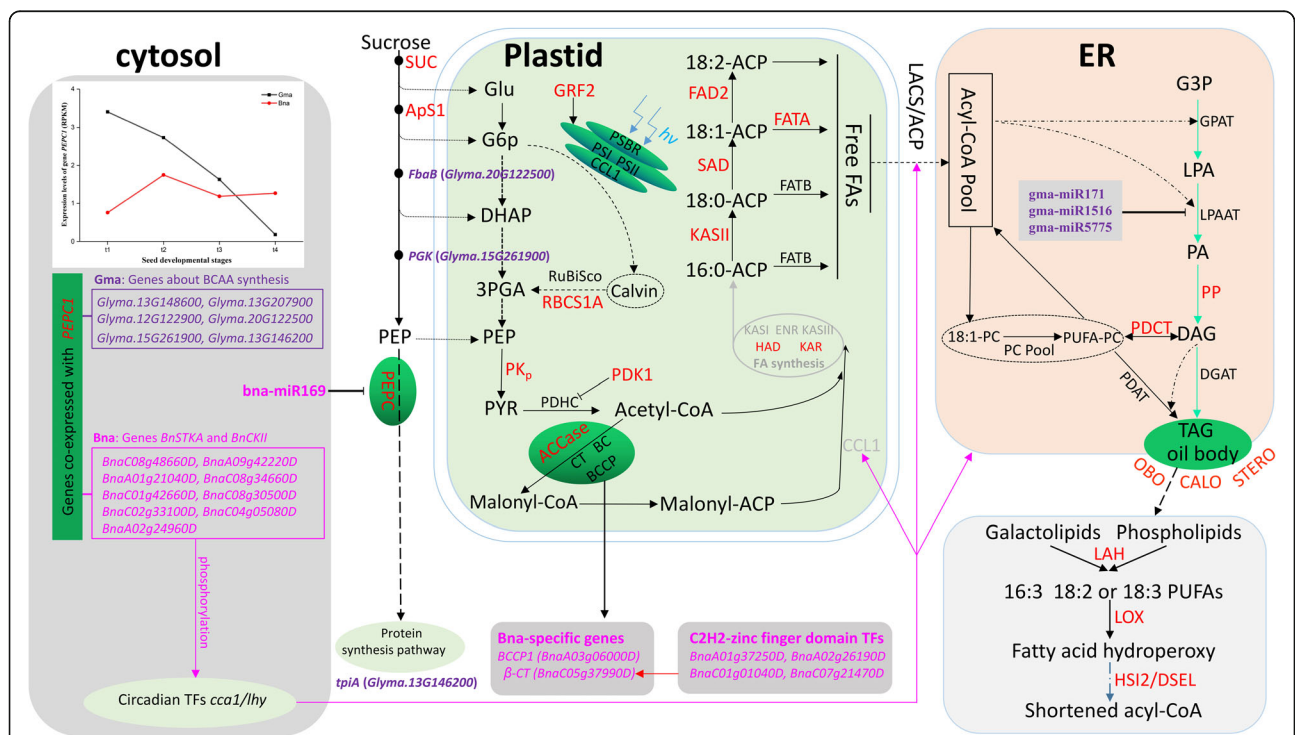 cytosol
Expression levels of gene PEPC1 (RPKM)
4
3
2
1
0
Gma
Bna
t1 t2 t3 t4
Seed developmental stages
Genes co-expressed with PEPC1
Gma: Genes about BCAA synthesis
Glyma.13G148600, Glyma.13G207900
Glyma.12G122900, Glyma.20G122500
Glyma.15G261900, Glyma.13G146200
bna-miR169
Bna: Genes BnSTKA and BnCKII
BnaC08g48660D, BnaA09g42220D
BnaA01g21040D, BnaC08g34660D
BnaC01g42660D, BnaC08g30500D
BnaC02g33100D, BnaC04g05080D
BnaA02g24960D
phosphorylation
Circadian TFs cca1/lhy
Sucrose
SUC
ApS1
FbaB (Glyma.20G122500)
PGK (Glyma.15G261900)
PEP
PEPC
Protein
synthesis pathway
tpiA (Glyma.13G146200)
Plastid
Glu
G6p
DHAP
3PGA
PEP
PKp
PYR
GRF2
hv
PSBR
PSI PSII
CCL1
RuBiSco
RBCS1A
Calvin
PDHC
PDK1
Acetyl-CoA
ACCase
CT BC
BCCP
Malonyl-CoA
Malonyl-ACP
18:2-ACP
FAD2
18:1-ACP
FATA
SAD
18:0-ACP
FATB
KASII
16:0-ACP
FATB
Free FAs
KASI ENR KASIII
HAD KAR
FA synthesis
CCL1
LACS/ACP
Bna-specific genes
BCCP1 (BnaA03g06000D)
β-CT (BnaC05g37990D)
C2H2-zinc finger domain TFs
BnaA01g37250D, BnaA02g26190D
BnaC01g01040D, BnaC07g21470D
ER
Acyl-CoA Pool
G3P
GPAT
LPA
gma-miR171
gma-miR1516
gma-miR5775
LPAAT
PA
PP
18:1-PC
PUFA-PC
PC Pool
PDCT
DAG
PDAT
DGAT
TAG
oil body
OBO
CALO
STERO
Galactolipids Phospholipids
LAH
16:3 18:2 or 18:3 PUFAs
LOX
Fatty acid hydroperoxy
HSI2/DSEL
Shortened acyl-CoA